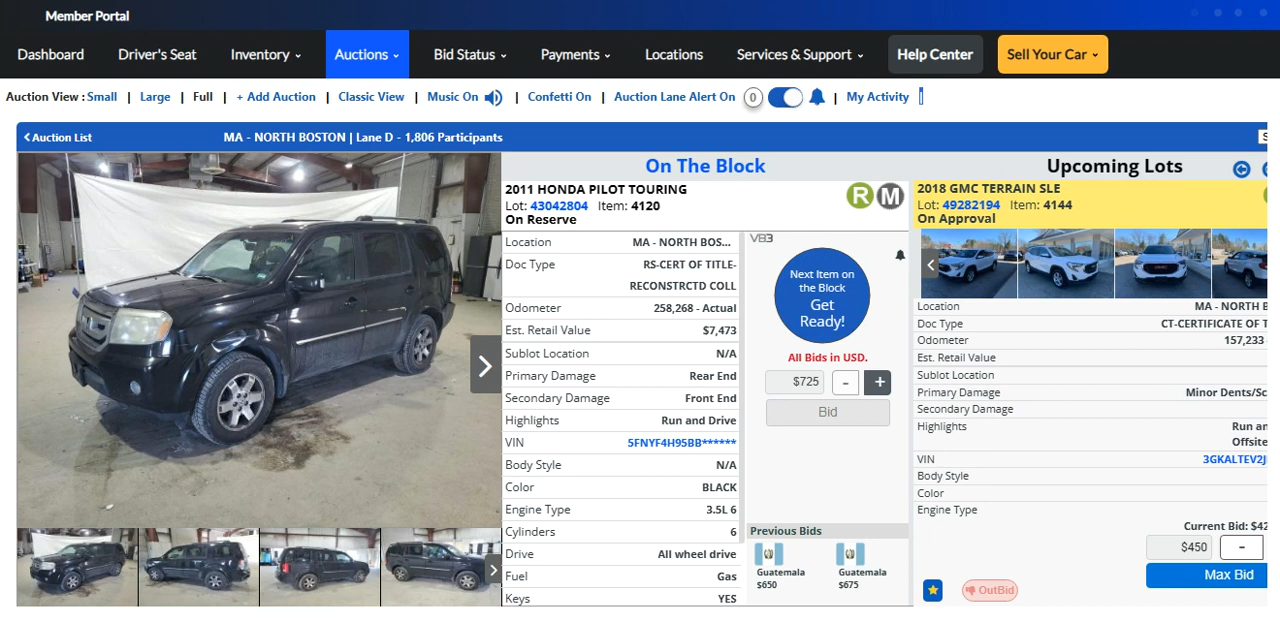 Member Portal
Dashboard Driver's Seat Inventory Auctions Bid Status Payments Locations Services & Support Help Center Sell Your Car
Auction View : Small | Large | Full | + Add Auction | Classic View | Music On | Confetti On | Auction Lane Alert On 0 | My Activity
Auction List MA - NORTH BOSTON | Lane D - 1,806 Participants
On The Block
2011 HONDA PILOT TOURING
Lot: 43042804 Item: 4120
On Reserve
R M
Location MA - NORTH BOS...
Doc Type RS-CERT OF TITLE-
RECONSTRCTD COLL
Odometer 258,268 - Actual
Est. Retail Value $7,473
Sublot Location N/A
Primary Damage Rear End
Secondary Damage Front End
Highlights Run and Drive
VIN 5FNYF4H95BB******
Body Style N/A
Color BLACK
Engine Type 3.5L 6
Cylinders 6
Drive All wheel drive
Fuel Gas
Keys YES
VB3
Next Item on
the Block
Get
Ready!
All Bids in USD.
$725 - +
Bid
Previous Bids
Guatemala Guatemala
$650 $675
Upcoming Lots
2018 GMC TERRAIN SLE
Lot: 49282194 Item: 4144
On Approval
Location MA - NORTH B
Doc Type CT-CERTIFICATE OF T
Odometer 157,233
Est. Retail Value
Sublot Location
Primary Damage Minor Dents/Sc
Secondary Damage
Highlights Run an
Offsite
VIN 3GKALTEV2J
Body Style
Color
Engine Type
Current Bid: $42
$450 -
Max Bid
OutBid